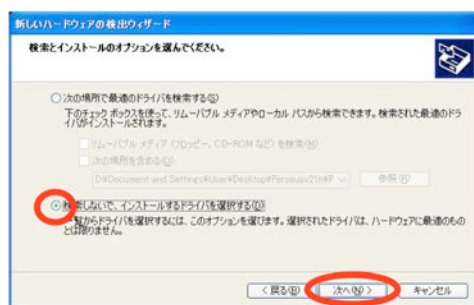 新しいハードウェアの検出ウィザード
検索とインストールのオプションを選んでください。
次の場所で最適のドライバを検索する(S)
下のチェック ボックスを使って、リムーバブル メディアやローカル パスから検索できます。検索された最適のドラ
イバがインストールされます。
リムーバブル メディア (フロッピー、CD-ROM など) を検索(M)
次の場所を含める(O):
D:¥Document and Settings¥User¥Desktop¥Perseusv21h¥P
参照(R)
検索しないで、インストールするドライバを選択する(D)
一覧からドライバを選択するには、このオプションを選びます。選択されたドライバは、ハードウェアに最適のもの
とは限りません。
< 戻る(B)
次へ(N) >
キャンセル